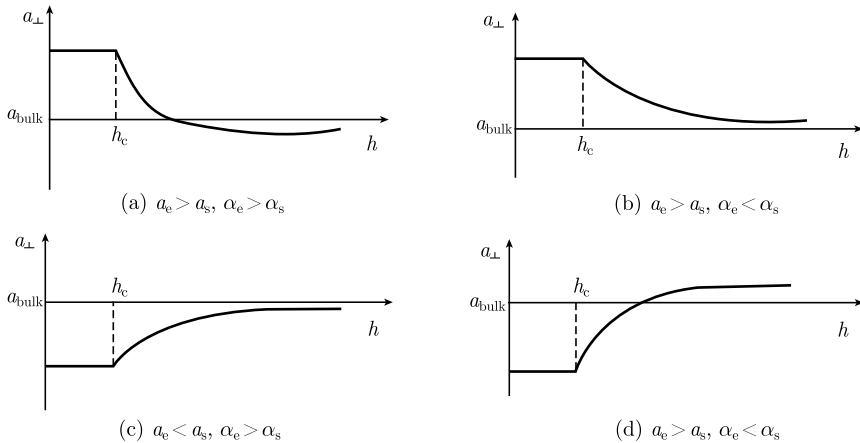 a⊥
a⊥
a_bulk
a_bulk
h_c
h_c
h
h
(a) a_e > a_s, α_e > α_s
(b) a_e > a_s, α_e < α_s
a⊥
a⊥
h_c
h_c
a_bulk
a_bulk
h
h
(c) a_e < a_s, α_e > α_s
(d) a_e > a_s, α_e < α_s